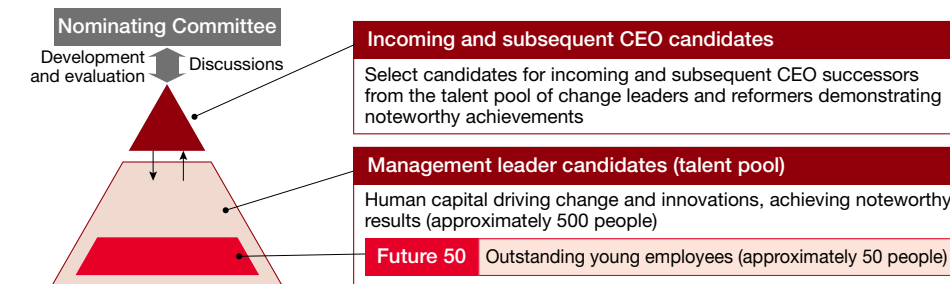 Nominating Committee
Development
and evaluation
Discussions
Incoming and subsequent CEO candidates
Select candidates for incoming and subsequent CEO successors
from the talent pool of change leaders and reformers demonstrating
noteworthy achievements
Management leader candidates (talent pool)
Human capital driving change and innovations, achieving noteworthy
results (approximately 500 people)
Future 50
Outstanding young employees (approximately 50 people)